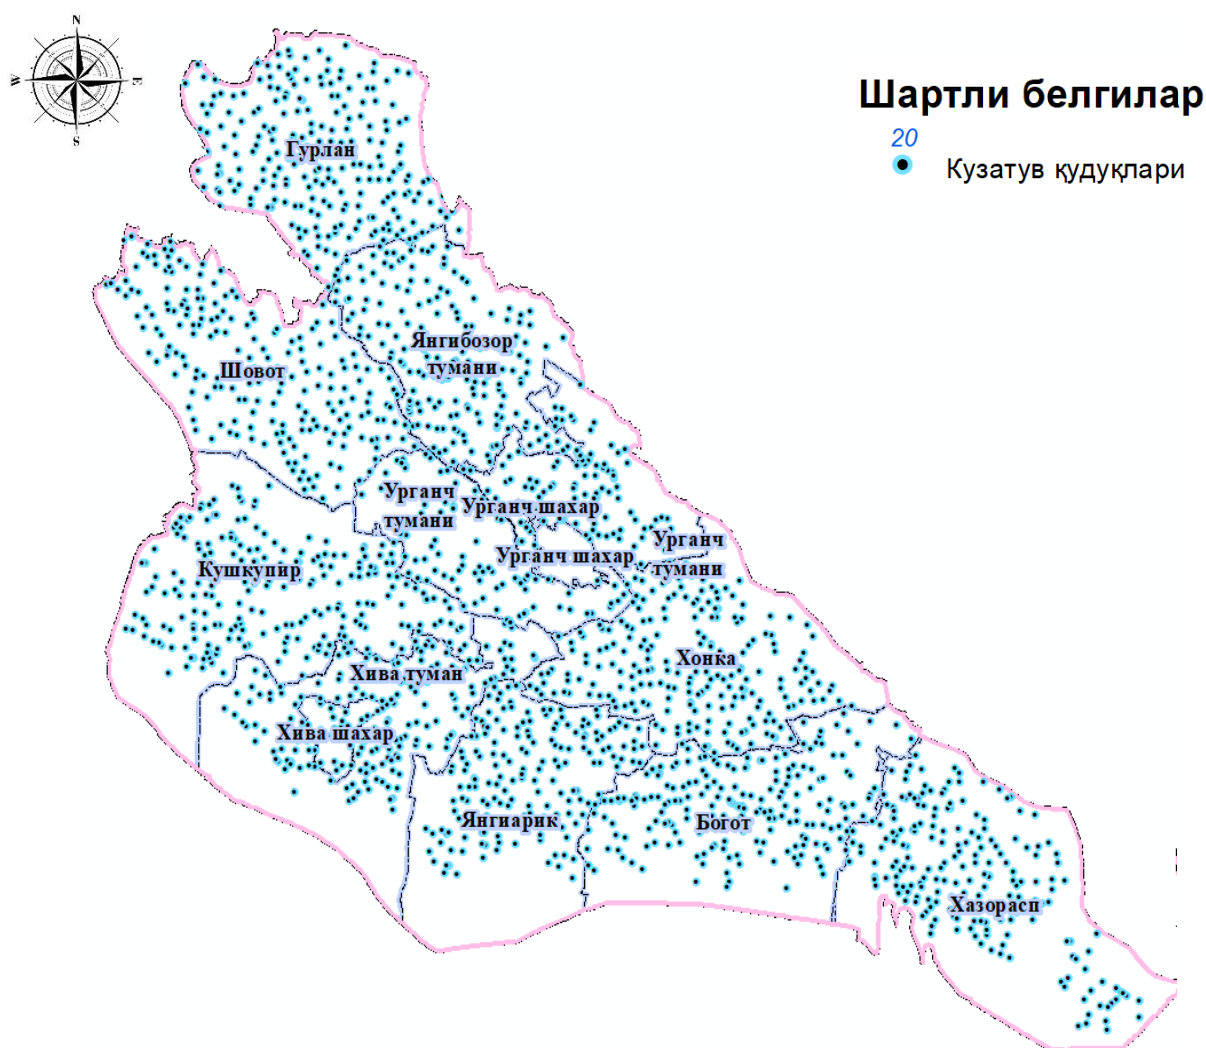 N
W
E
S
Шартли белгилар
20
Кузатув қудуқлари
Гурлан
Янгибозор
тумани
Шовот
Урганч
тумани
Урганч шахар
Урганч шахар
Урганч
тумани
Кушкупир
Хонка
Хива туман
Хива шахар
Янгиарик
Богот
Хазорасп